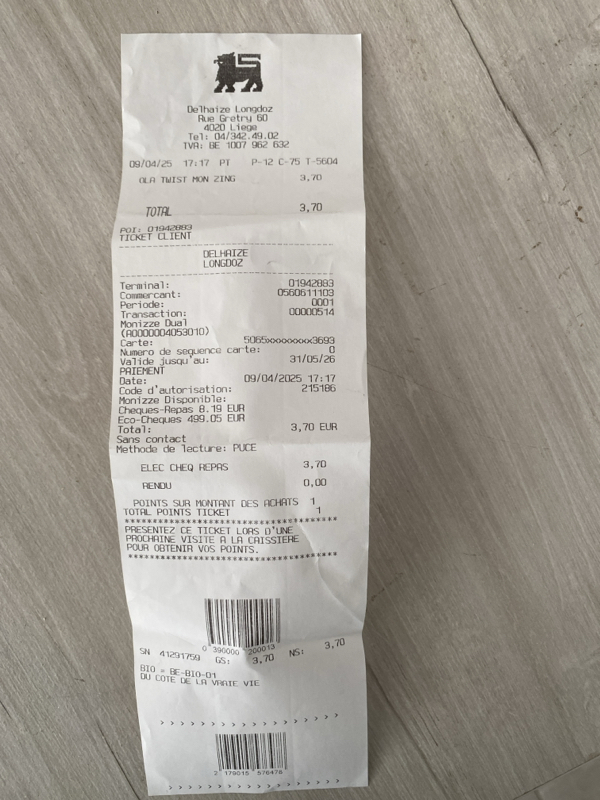 Delhaize Longdoz
Rue Gretry 60
4020 Liege
Tel: 04/342.49.02
TVA: BE 1007 962 632
09/04/25 17:17 PT P-12 C-75 T-5604
OLA TWIST MON ZING 3,70
TOTAL 3,70
POI: 01942883
TICKET CLIENT
DELHAIZE
LONGDOZ
Terminal: 01942883
Commercant: 0560611103
Periode: 0001
Transaction: 00000514
Monizze Dual
(A0000004053010)
Carte: 5065xxxxxxxx3693
Numero de sequence carte: 0
Valide jusqu'au: 31/05/26
PAIEMENT
Date: 09/04/2025 17:17
Code d'autorisation: 215186
Monizze Disponible:
Cheques-Repas 8.19 EUR
Eco-Cheques 499.05 EUR
Total: 3,70 EUR
Sans contact
Methode de lecture: PUCE
ELEC CHEQ REPAS 3,70
RENDU 0,00
POINTS SUR MONTANT DES ACHATS 1
TOTAL POINTS TICKET 1
************************************
PRESENTEZ CE TICKET LORS D'UNE
PROCHAINE VISITE A LA CAISSIERE
POUR OBTENIR VOS POINTS.
************************************
0 390000 200013
SN 41291759 GS: 3,70 NS: 3,70
BIO = BE-BIO-01
DU COTE DE LA VRAIE VIE
> > > > > > > > > > > > > > > > > >
2 179015 576478
> > > > > > > > > > > > > > > > > >